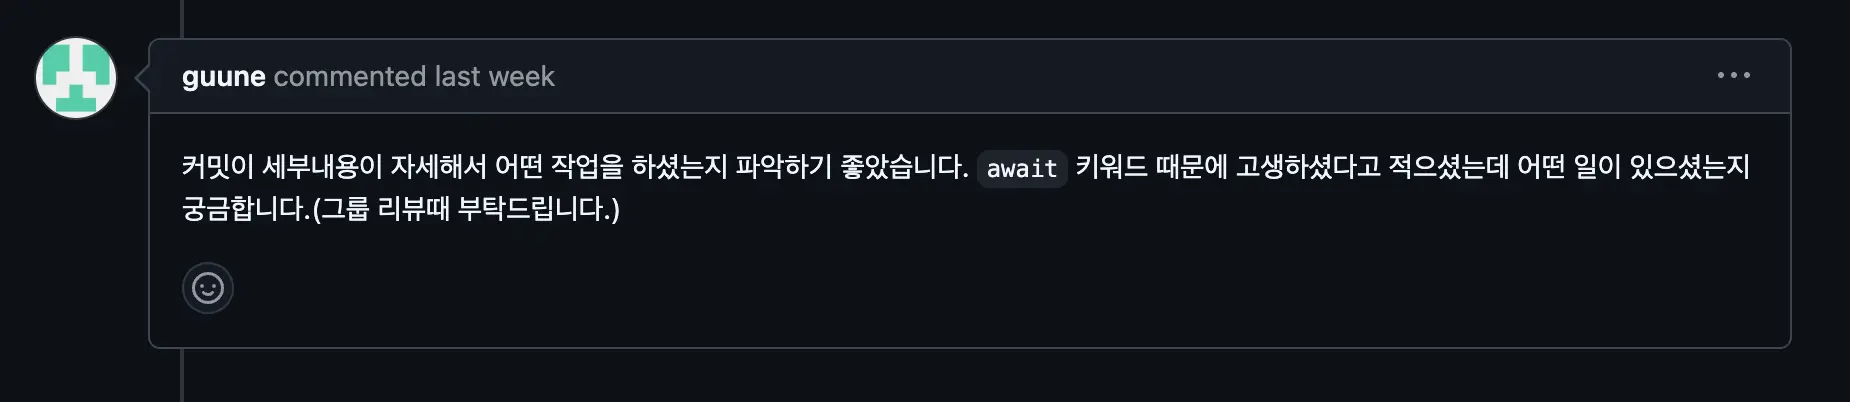 guune commented last week
커밋이 세부내용이 자세해서 어떤 작업을 하셨는지 파악하기 좋았습니다. await 키워드 때문에 고생하셨다고 적으셨는데 어떤 일이 있으셨는지
궁금합니다.(그룹 리뷰때 부탁드립니다.)